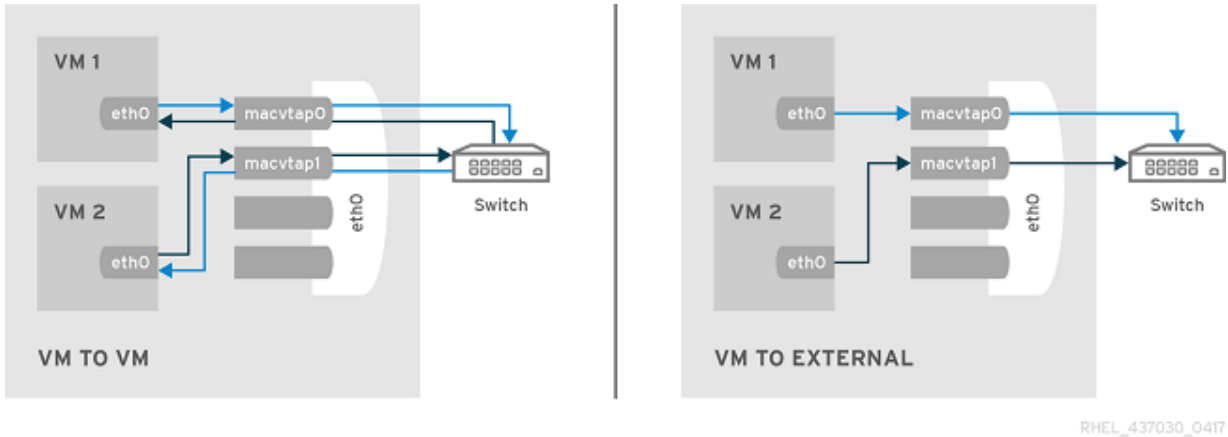 VM 1
eth0
macvtap0
macvtap1
VM 2
eth0
eth0
Switch
VM TO VM
VM 1
eth0
macvtap0
macvtap1
VM 2
eth0
eth0
Switch
VM TO EXTERNAL
RHEL_437030_0417